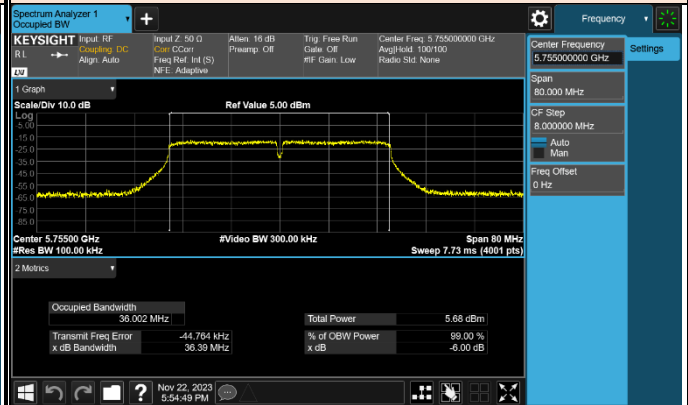 Spectrum Analyzer 1
Occupied BW
+
Frequency
KEYSIGHT
Input: RF
Input Z: 50 Ω
Atten: 16 dB
Trig: Free Run
Center Freq: 5.755000000 GHz
RL
Coupling: DC
Corr CCorr
Preamp: Off
Gate: Off
Avg|Hold: 100/100
Align: Auto
Freq Ref: Int (S)
#IF Gain: Low
Radio Std: None
NFE: Adaptive
LXI
Center Frequency
5.755000000 GHz
Settings
Span
80.000 MHz
CF Step
8.000000 MHz
Auto
Man
Freq Offset
0 Hz
1 Graph
Scale/Div 10.0 dB
Ref Value 5.00 dBm
Log
-5.00
-15.0
-25.0
-35.0
-45.0
-55.0
-65.0
-75.0
-85.0
Center 5.75500 GHz
#Video BW 300.00 kHz
Span 80 MHz
#Res BW 100.00 kHz
Sweep 7.73 ms (4001 pts)
2 Metrics
Occupied Bandwidth
36.002 MHz
Total Power
5.68 dBm
Transmit Freq Error
-44.764 kHz
% of OBW Power
99.00 %
x dB Bandwidth
36.39 MHz
x dB
-6.00 dB
?
Nov 22, 2023
5:54:49 PM